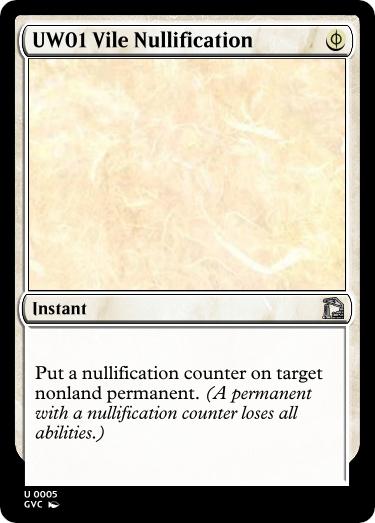 UW01 Vile Nullification
Instant
Put a nullification counter on target
nonland permanent. (A permanent
with a nullification counter loses all
abilities.)
U 0005
GVC